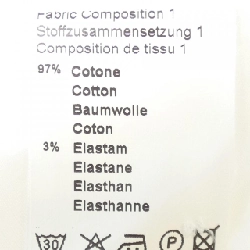 Fabric Composition 1
Stoffzusammensetzung 1
Composition de tissu 1
97% Cotone
Cotton
Baumwolle
Coton
3% Elastam
Elastane
Elasthan
Elasthanne
30 P